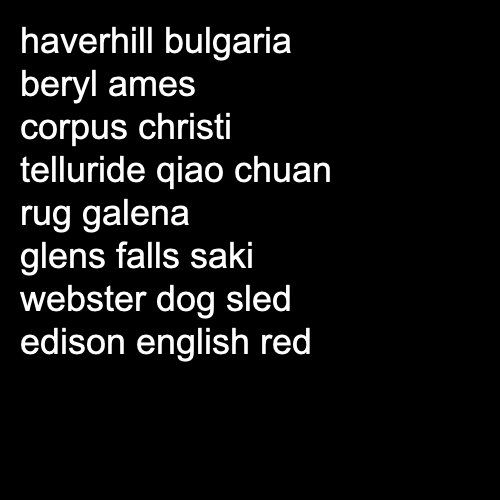 haverhill bulgaria
beryl ames
corpus christi
telluride qiao chuan
rug galena
glens falls saki
webster dog sled
edison english red